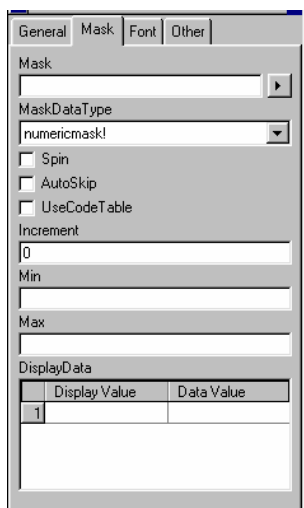 General Mask Font Other
Mask
MaskDataType
numericmask!
Spin
AutoSkip
UseCodeTable
Increment
0
Min
Max
DisplayData
Display Value Data Value
1